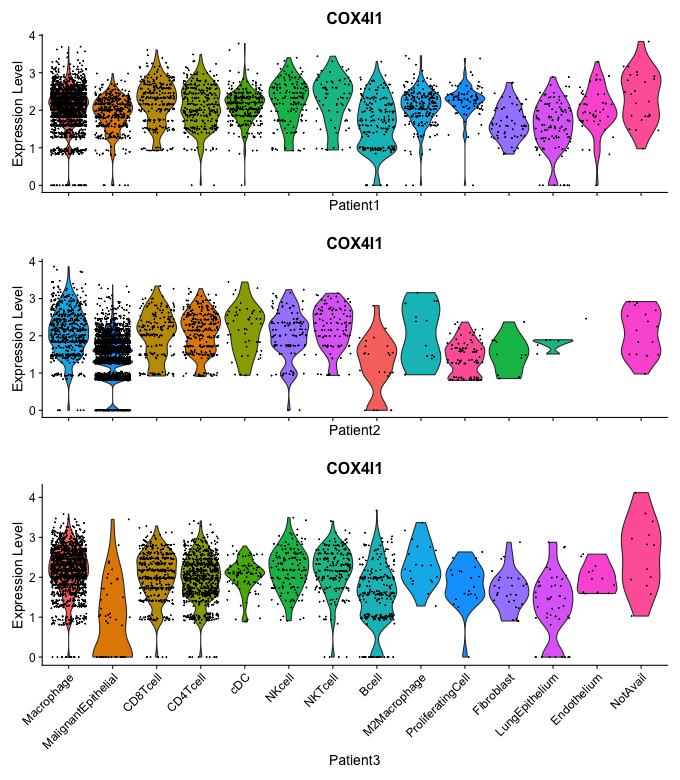 COX4I1
Expression Level
4
3
2
1
0
Patient1
COX4I1
Expression Level
4
3
2
1
0
Patient2
COX4I1
Expression Level
4
3
2
1
0
Macrophage
MalignantEpithelial
CD8Tcell
CD4Tcell
cDC
NKcell
NKTcell
Bcell
M2Macrophage
ProliferatingCell
Fibroblast
LungEpithelium
Endothelium
NotAvail
Patient3